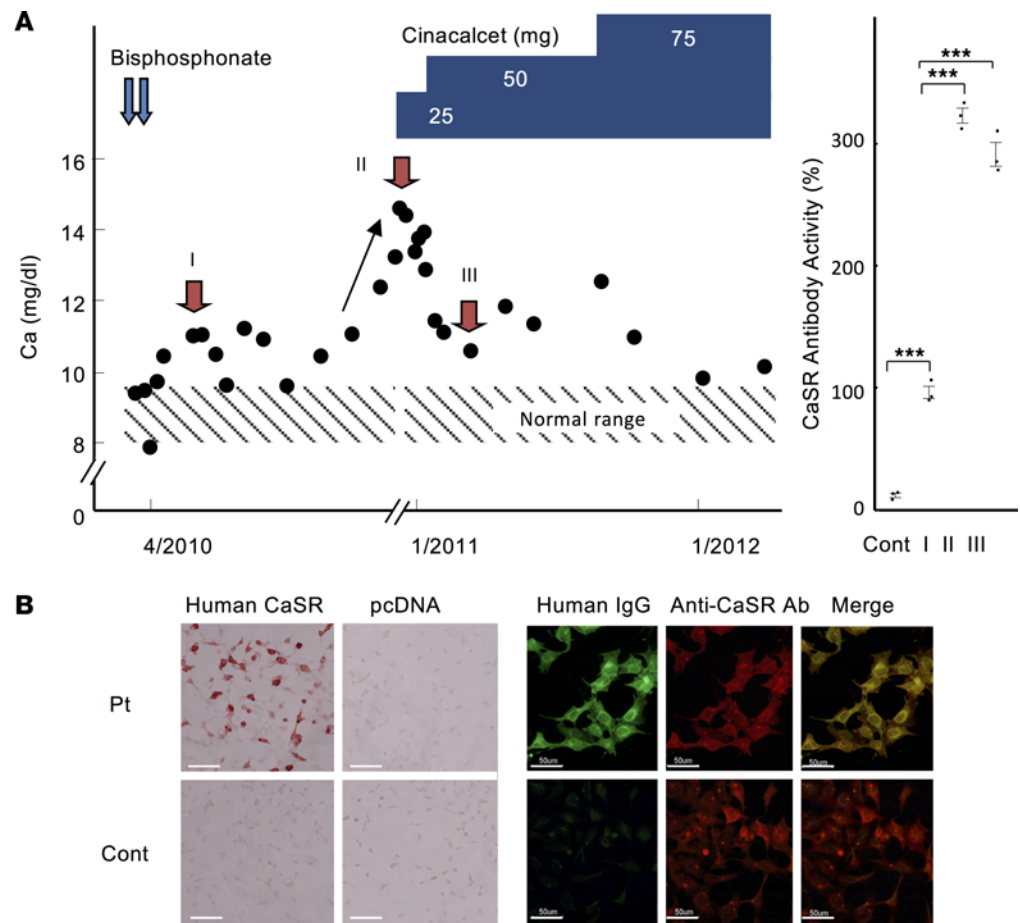 A
Bisphosphonate
Cinacalcet (mg)
25
50
75
Ca (mg/dl)
16
14
12
10
8
0
I
II
III
Normal range
4/2010
1/2011
1/2012
CaSR Antibody Activity (%)
300
200
100
0
***
***
***
Cont I II III
B
Human CaSR pcDNA Human IgG Anti-CaSR Ab Merge
Pt
50um 50um 50um
Cont
50um 50um 50um